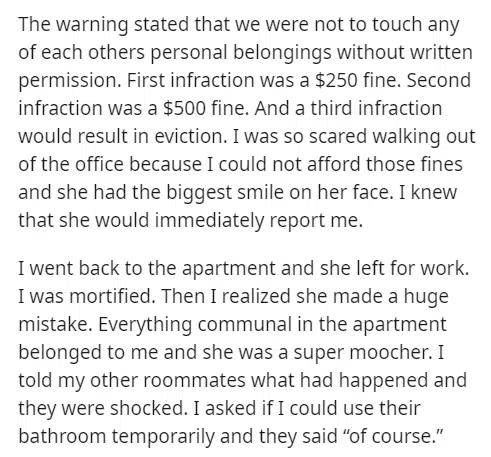 The warning stated that we were not to touch any
of each others personal belongings without written
permission. First infraction was a $250 fine. Second
infraction was a $500 fine. And a third infraction
would result in eviction. I was so scared walking out
of the office because I could not afford those fines
and she had the biggest smile on her face. I knew
that she would immediately report me.
I went back to the apartment and she left for work.
I was mortified. Then I realized she made a huge
mistake. Everything communal in the apartment
belonged to me and she was a super moocher. I
told my other roommates what had happened and
they were shocked. I asked if I could use their
bathroom temporarily and they said “of course.”